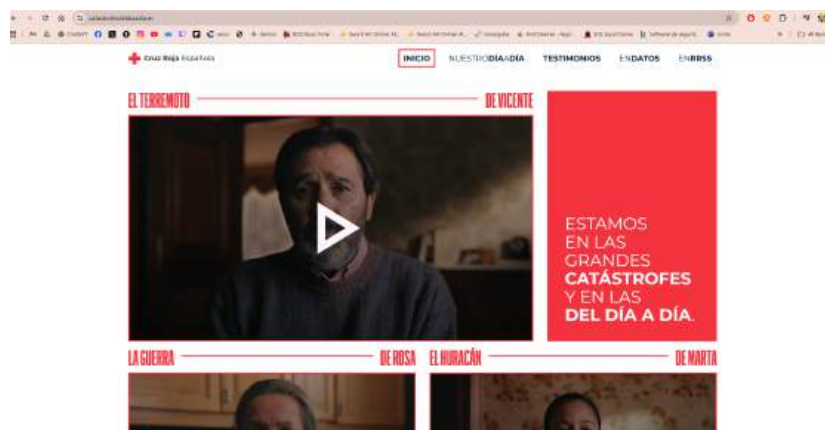 Cruz Roja Española
INICIO
NUESTRODÍAADÍA
TESTIMONIOS
ENDATOS
ENRRSS
EL TERREMOTO DE VICENTE
ESTAMOS
EN LAS
GRANDES
CATÁSTROFES
Y EN LAS
DEL DÍA A DÍA.
LA GUERRA DE ROSA
EL HURACÁN DE MARTA